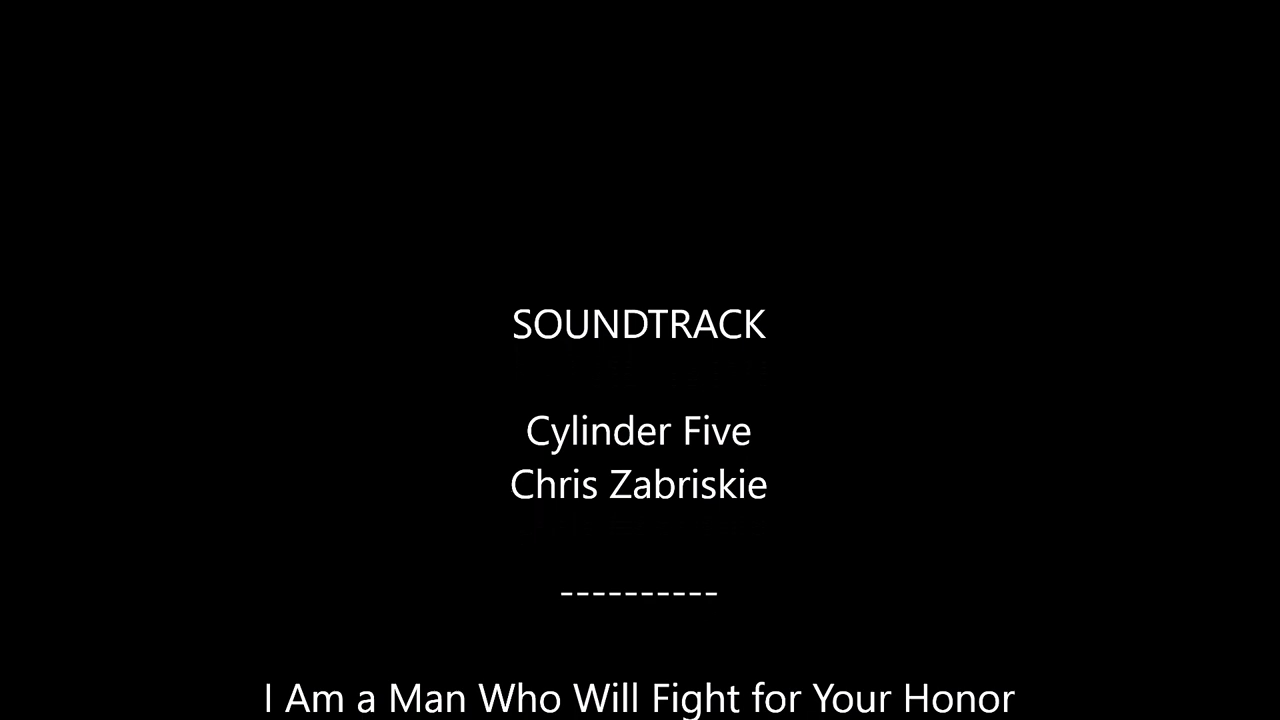 SOUNDTRACK
Cylinder Five
Chris Zabriskie
----------
I Am a Man Who Will Fight for Your Honor